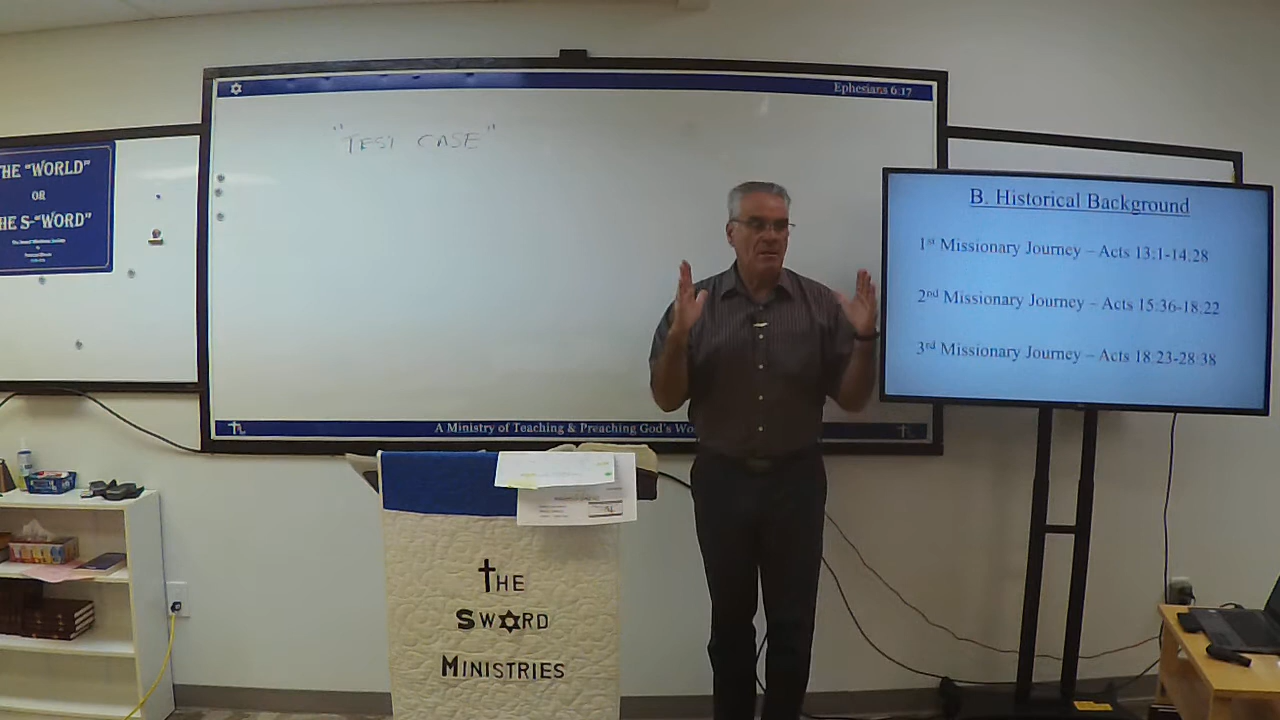 Ephesians 6:17
"TEST CASE"
THE "WORLD"
OR
THE S-"WORD"
B. Historical Background
1st Missionary Journey – Acts 13:1-14:28
2nd Missionary Journey – Acts 15:36-18:22
3rd Missionary Journey – Acts 18:23-28:38
A Ministry of Teaching & Preaching God's Wo
THE
SWORD
MINISTRIES